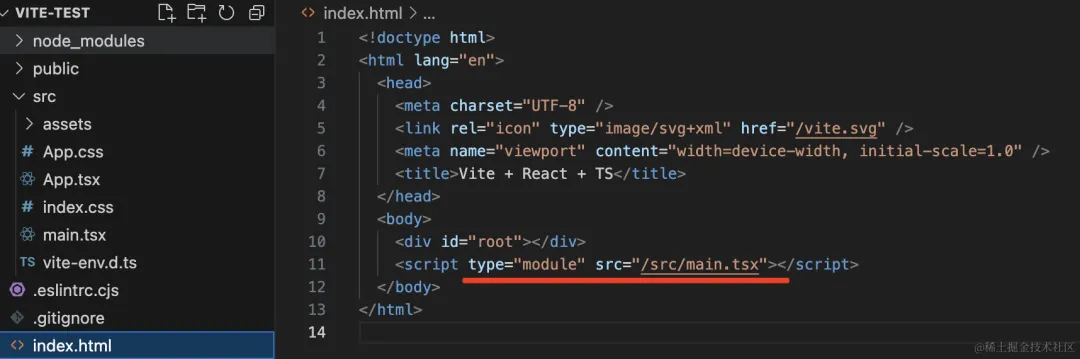 VITE-TEST
node_modules
public
src
assets
App.css
App.tsx
index.css
main.tsx
TS vite-env.d.ts
.eslintrc.cjs
.gitignore
index.html
index.html > ...
1 <!doctype html>
2 <html lang="en">
3 <head>
4 <meta charset="UTF-8" />
5 <link rel="icon" type="image/svg+xml" href="/vite.svg" />
6 <meta name="viewport" content="width=device-width, initial-scale=1.0" />
7 <title>Vite + React + TS</title>
8 </head>
9 <body>
10 <div id="root"></div>
11 <script type="module" src="/src/main.tsx"></script>
12 </body>
13 </html>
14
@稀土掘金技术社区